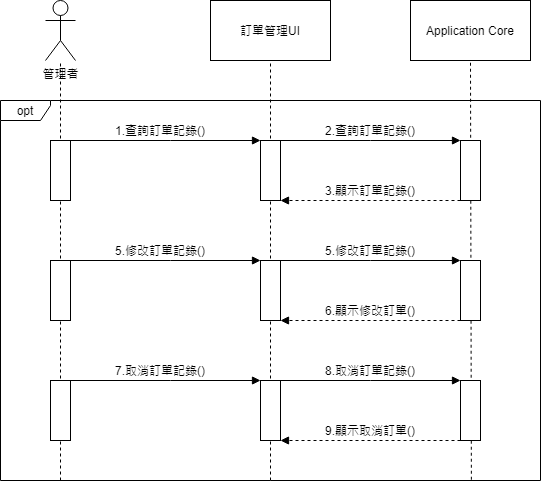 訂單管理UI
Application Core
管理者
opt
1.查詢訂單記錄()
2.查詢訂單記錄()
3.顯示訂單記錄()
5.修改訂單記錄()
5.修改訂單記錄()
6.顯示修改訂單()
7.取消訂單記錄()
8.取消訂單記錄()
9.顯示取消訂單()